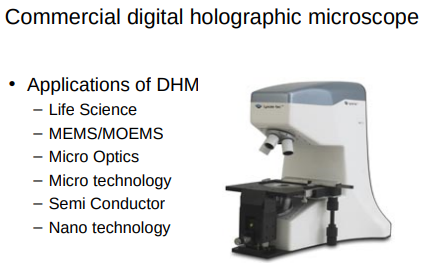 Commercial digital holographic microscope
• Applications of DHM
– Life Science
– MEMS/MOEMS
– Micro Optics
– Micro technology
– Semi Conductor
– Nano technology